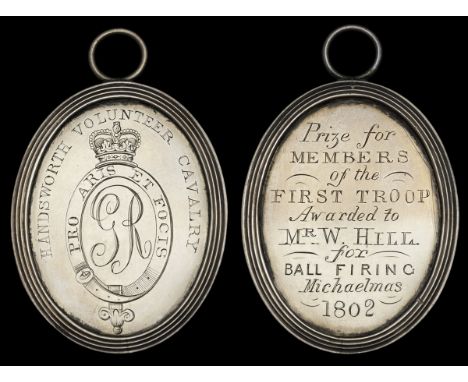 HANDSWORTH VOLUNTEER CAVALRY
PRO ARIS ET FOCIS
GR
Prize for
MEMBERS
of the
FIRST TROOP
Awarded to
Mr. W. HILL.
for
BALL FIRING
Michaelmas
1802